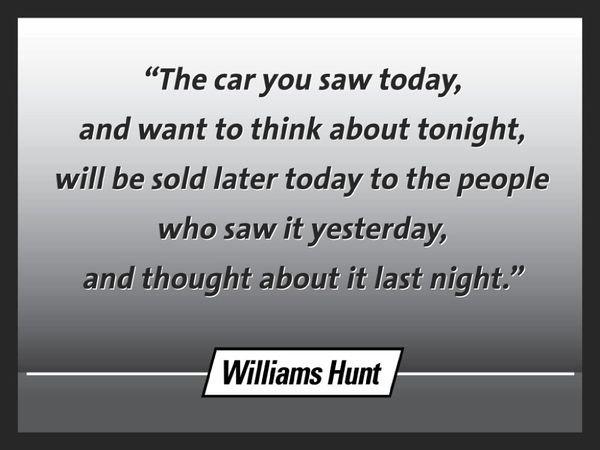 “The car you saw today,
and want to think about tonight,
will be sold later today to the people
who saw it yesterday,
and thought about it last night.”
Williams Hunt